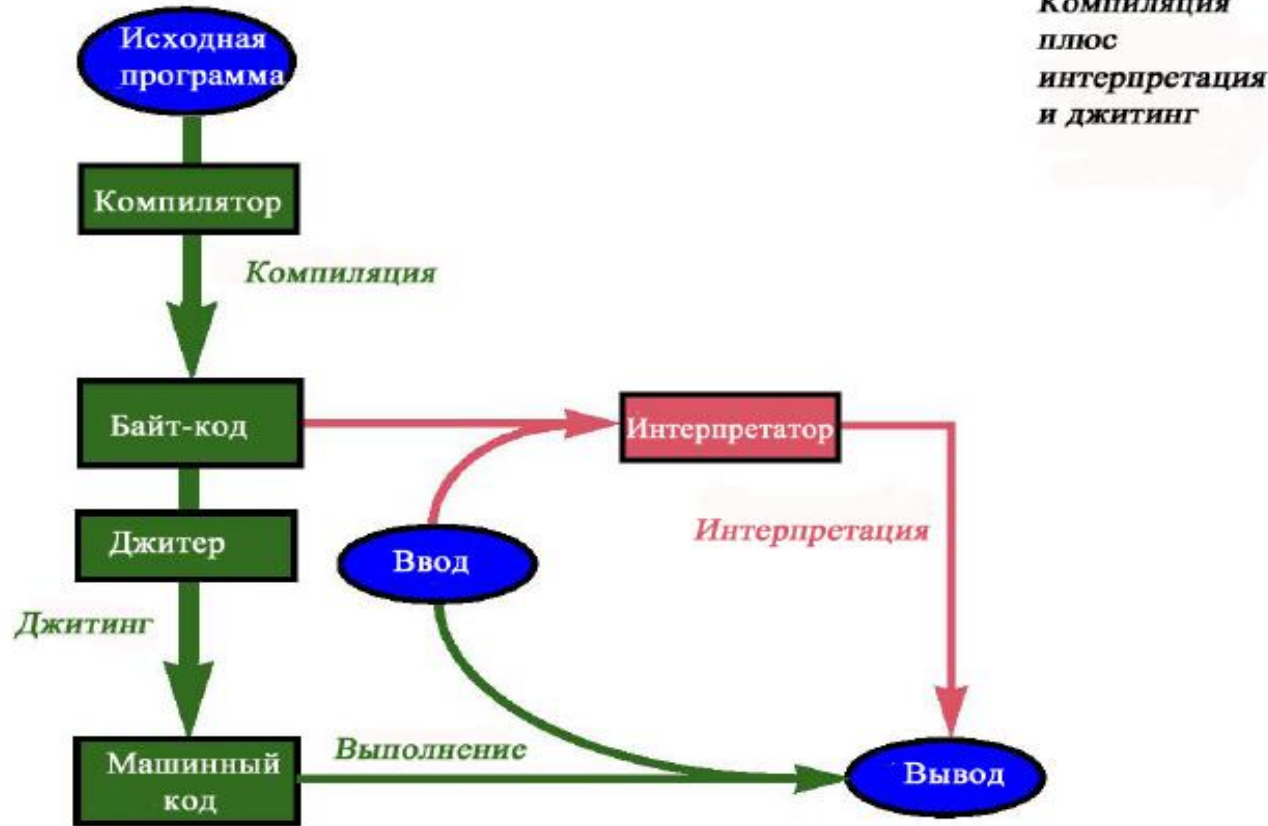 Компиляция
плюс
интерпретация
и джитинг
Исходная
программа
Компилятор
Компиляция
Байт-код
Интерпретатор
Джитер
Ввод
Интерпретация
Джитинг
Машинный
код
Выполнение
Вывод